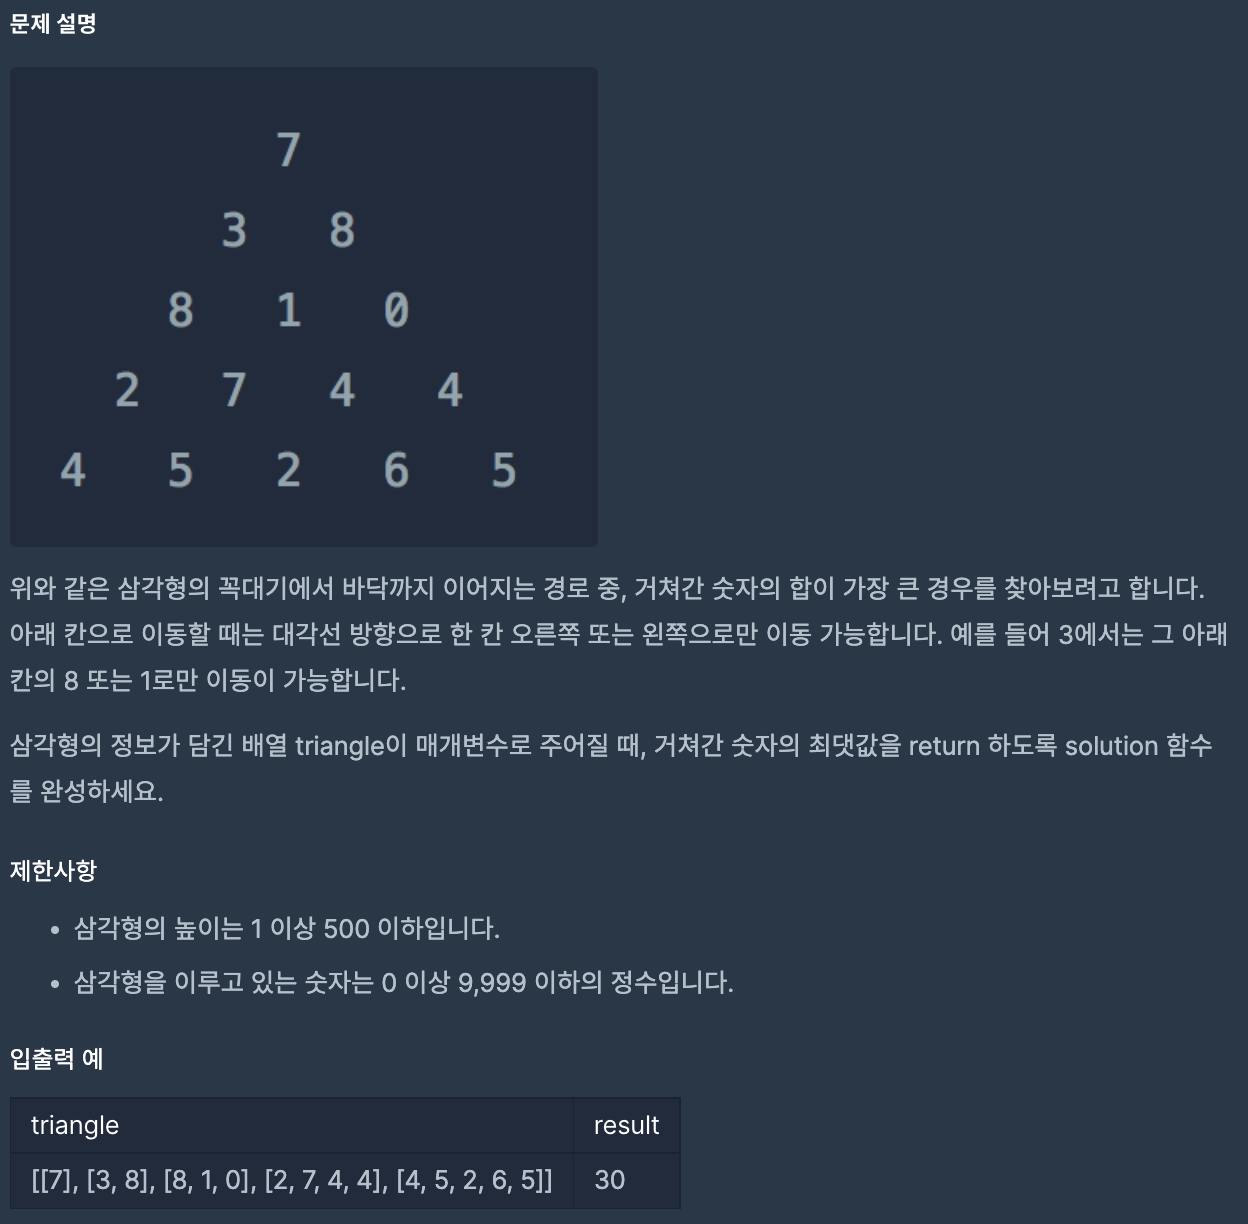 문제 설명
7
3 8
8 1 0
2 7 4 4
4 5 2 6 5
위와 같은 삼각형의 꼭대기에서 바닥까지 이어지는 경로 중, 거쳐간 숫자의 합이 가장 큰 경우를 찾아보려고 합니다.
아래 칸으로 이동할 때는 대각선 방향으로 한 칸 오른쪽 또는 왼쪽으로만 이동 가능합니다. 예를 들어 3에서는 그 아래
칸의 8 또는 1로만 이동이 가능합니다.
삼각형의 정보가 담긴 배열 triangle이 매개변수로 주어질 때, 거쳐간 숫자의 최댓값을 return 하도록 solution 함수
를 완성하세요.
제한사항
• 삼각형의 높이는 1 이상 500 이하입니다.
• 삼각형을 이루고 있는 숫자는 0 이상 9,999 이하의 정수입니다.
입출력 예
triangle result
[[7], [3, 8], [8, 1, 0], [2, 7, 4, 4], [4, 5, 2, 6, 5]] 30